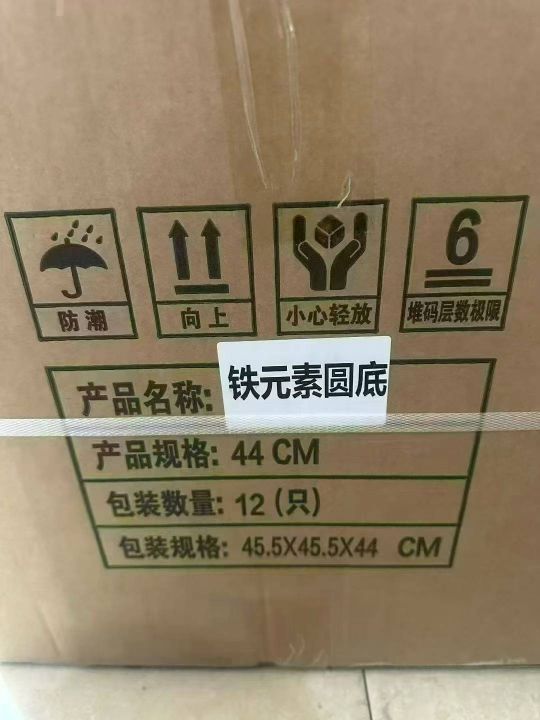 防潮
向上
小心轻放
6
堆码层数极限
产品名称: 铁元素圆底
产品规格: 44 CM
包装数量: 12 (只)
包装规格: 45.5X45.5X44 CM